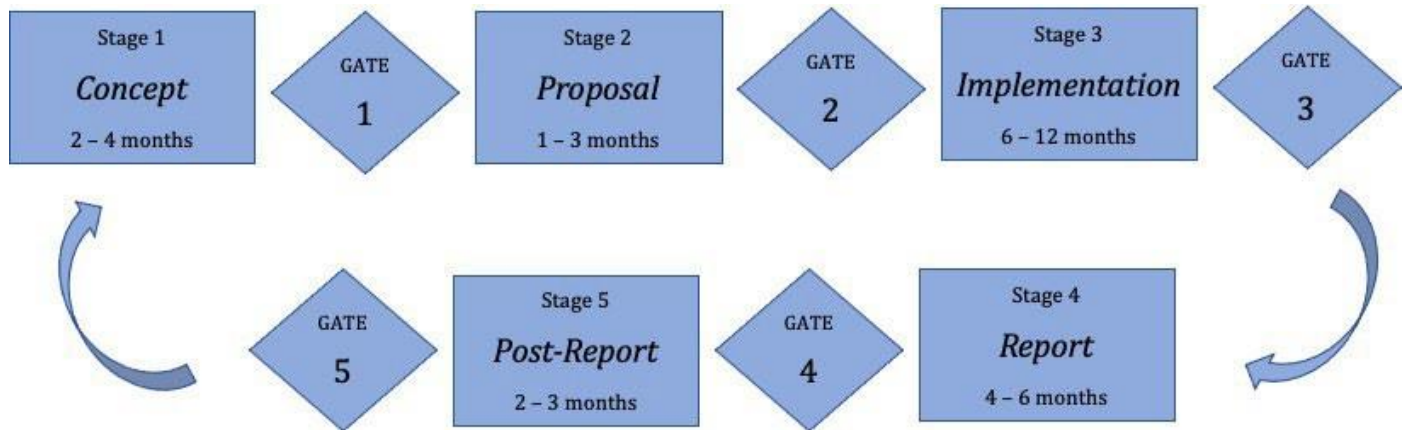 Stage 1
Concept
2 – 4 months
GATE
1
Stage 2
Proposal
1 – 3 months
GATE
2
Stage 3
Implementation
6 – 12 months
GATE
3
Stage 4
Report
4 – 6 months
GATE
4
Stage 5
Post-Report
2 – 3 months
GATE
5